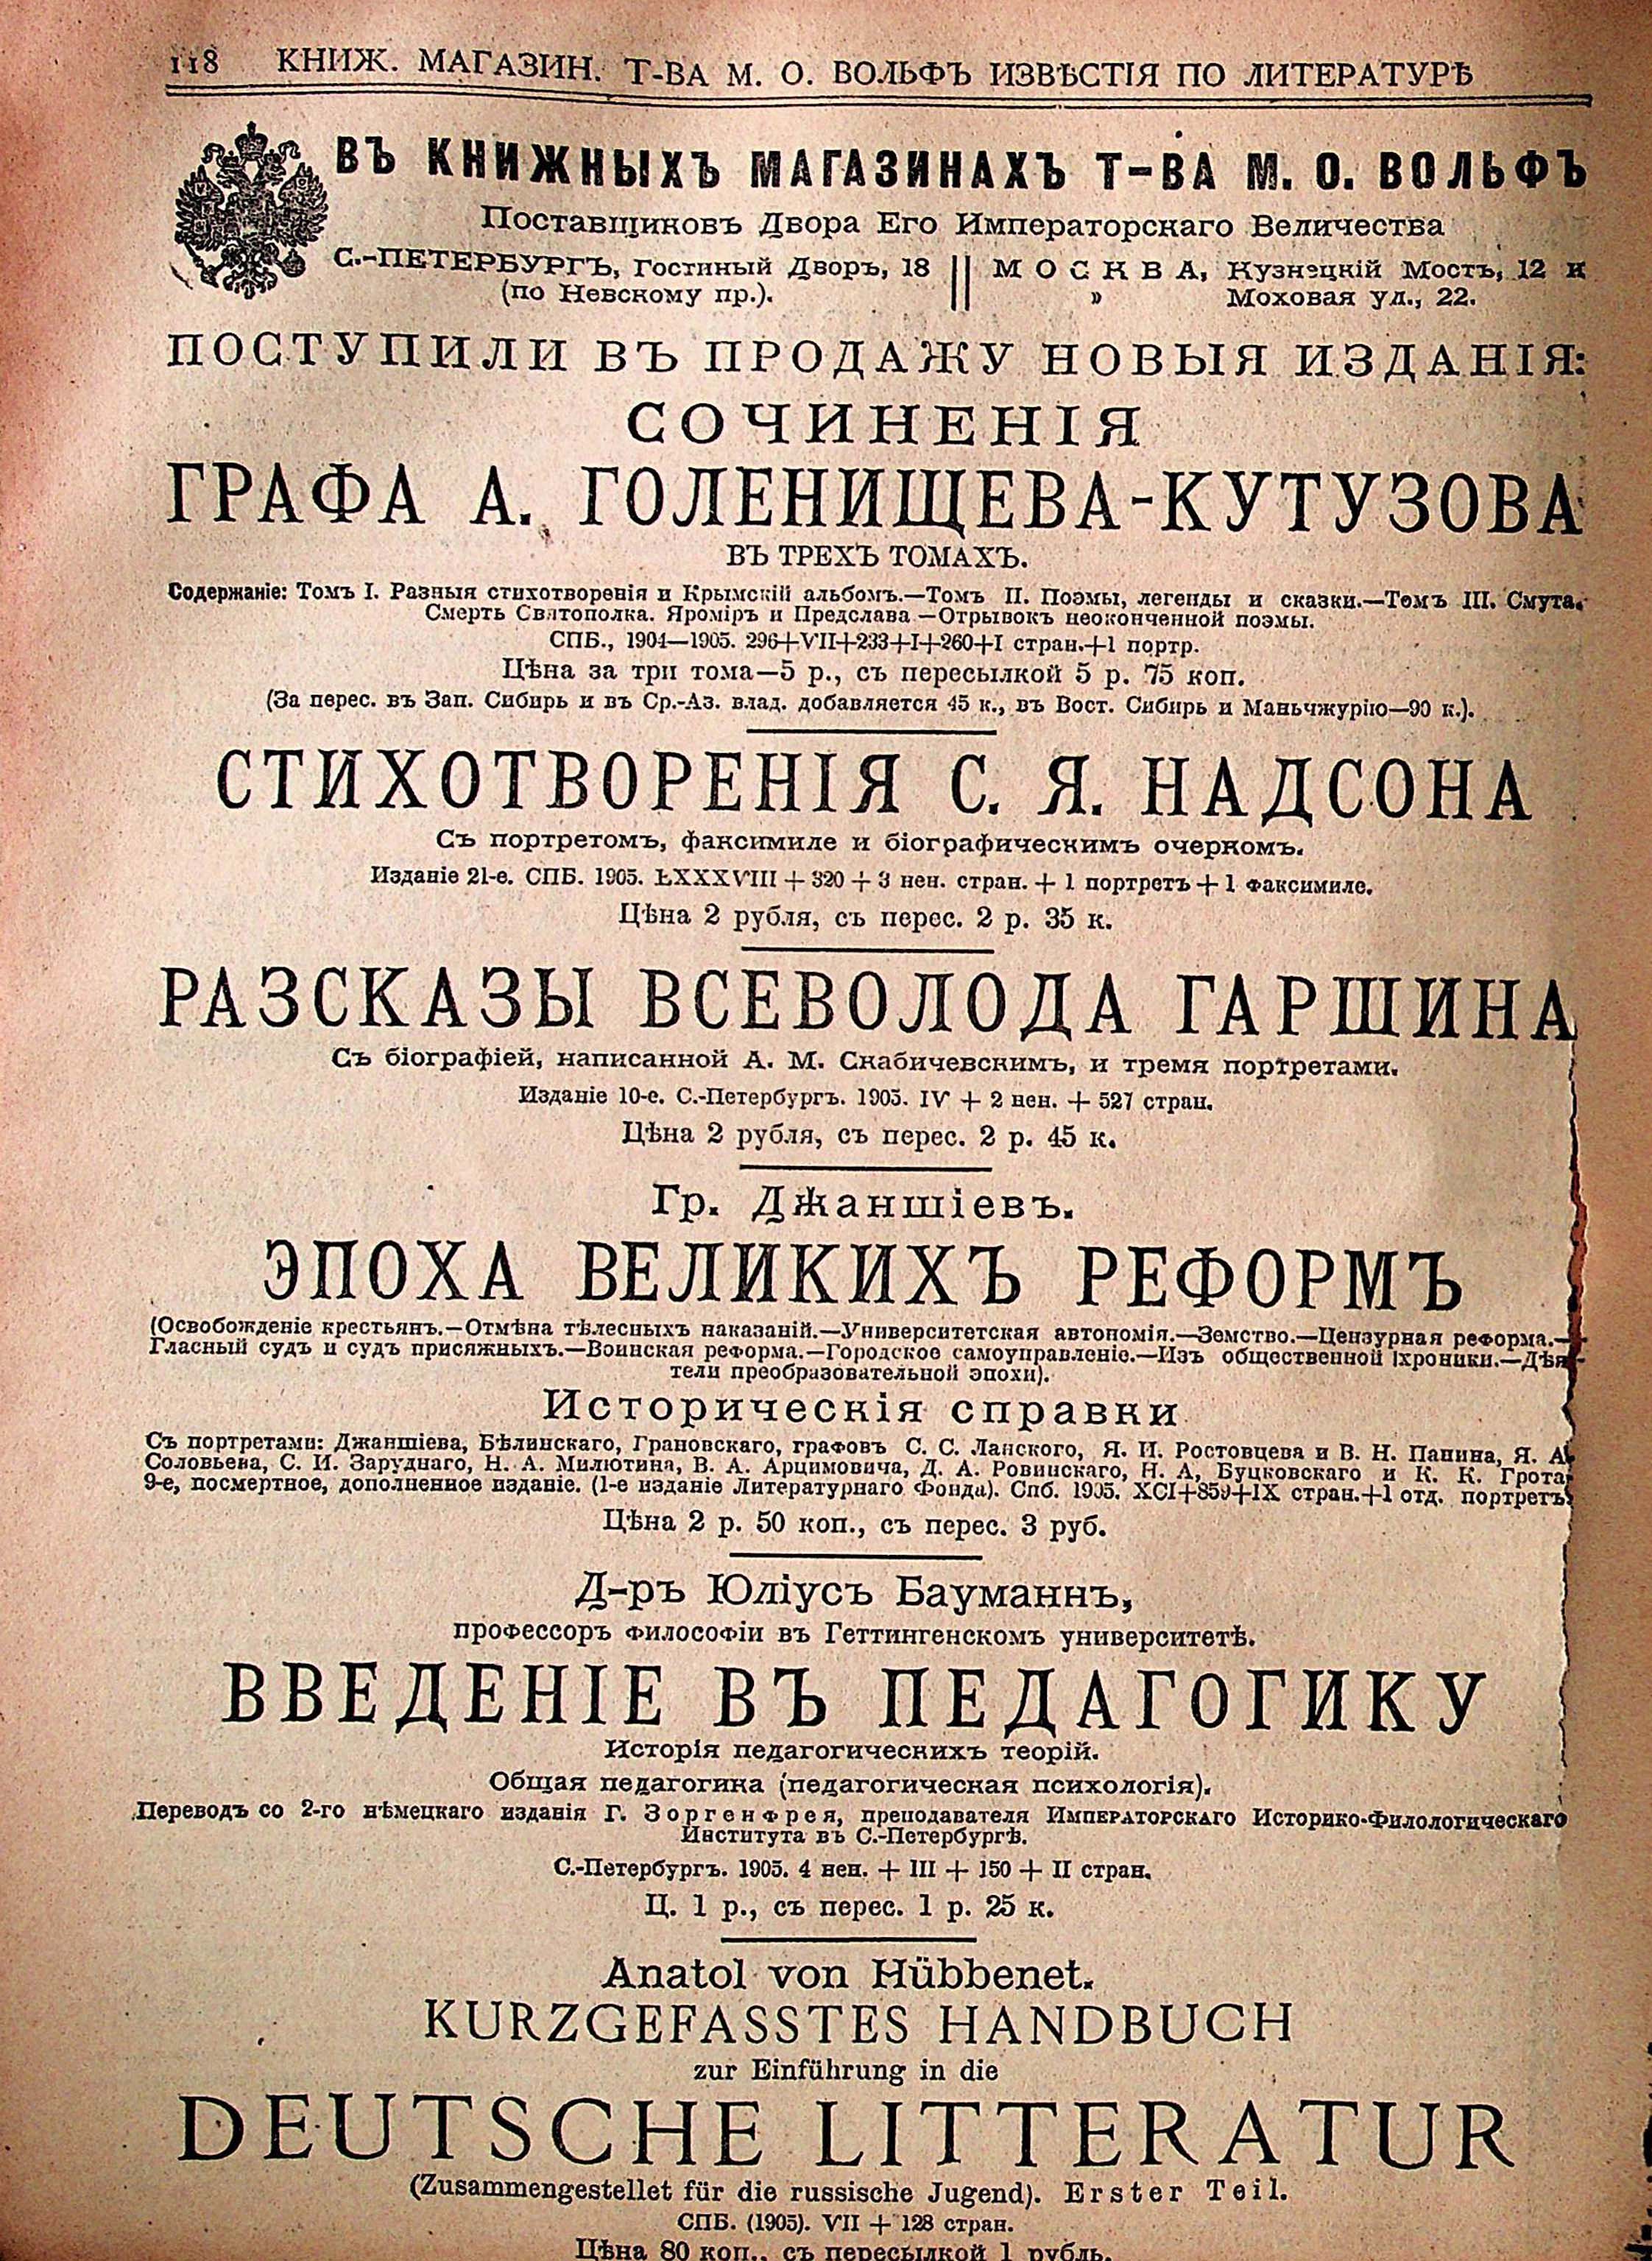 118 КНИЖ. МАГАЗИН. Т-ВА М. О. ВОЛЬФЪ ИЗВѢСТІЯ ПО ЛИТЕРАТУРѢ
ВЪ КНИЖНЫХЪ МАГАЗИНАХЪ Т-ВА М. О. ВОЛЬФЪ
Поставщиковъ Двора Его Императорскаго Величества
С.-ПЕТЕРБУРГЪ, Гостиный Дворъ, 18 || МОСКВА, Кузнецкій Мостъ, 12 и
(по Невскому пр.). || » Моховая ул., 22.
ПОСТУПИЛИ ВЪ ПРОДАЖУ НОВЫЯ ИЗДАНІЯ:
СОЧИНЕНІЯ
ГРАФА А. ГОЛЕНИЩЕВА-КУТУЗОВА
ВЪ ТРЕХЪ ТОМАХЪ.
Содержаніе: Томъ I. Разныя стихотворенія и Крымскій альбомъ.—Томъ II. Поэмы, легенды и сказки.—Томъ III. Смута.
Смерть Святополка. Яроміръ и Предслава.—Отрывокъ неоконченной поэмы.
СПБ., 1904—1905. 296+VII+233+I+260+I стран.+1 портр.
Цѣна за три тома—5 р., съ пересылкой 5 р. 75 коп.
(За перес. въ Зап. Сибирь и въ Ср.-Аз. влад. добавляется 45 к., въ Вост. Сибирь и Маньчжурію—90 к.).
СТИХОТВОРЕНІЯ С. Я. НАДСОНА
Съ портретомъ, факсимиле и біографическимъ очеркомъ.
Изданіе 21-е. СПБ. 1905. LXXXVIII + 320 + 3 нен. стран. + 1 портретъ + 1 факсимиле.
Цѣна 2 рубля, съ перес. 2 р. 35 к.
РАЗСКАЗЫ ВСЕВОЛОДА ГАРШИНА
Съ біографіей, написанной А. М. Скабичевскимъ, и тремя портретами.
Изданіе 10-е. С.-Петербургъ. 1905. IV + 2 нен. + 527 стран.
Цѣна 2 рубля, съ перес. 2 р. 45 к.
Гр. Джаншіевъ.
ЭПОХА ВЕЛИКИХЪ РЕФОРМЪ
(Освобожденіе крестьянъ.—Отмѣна тѣлесныхъ наказаній.—Университетская автономія.—Земство.—Цензурная реформа.—
Гласный судъ и судъ присяжныхъ.—Воинская реформа.—Городское самоуправленіе.—Изъ общественной хроники.—Дѣя-
тели преобразовательной эпохи).
Историческія справки
Съ портретами: Джаншіева, Бѣлинскаго, Грановскаго, графовъ С. С. Ланского, Я. И. Ростовцева и В. Н. Панина, Я. А.
Соловьева, С. И. Заруднаго, Н. А. Милютина, В. А. Арцимовича, Д. А. Ровинскаго, Н. А. Буцковскаго и К. К. Грота.
9-е, посмертное, дополненное изданіе. (1-е изданіе Литературнаго Фонда). Спб. 1905. XCI+859+IX стран.+1 отд. портретъ.
Цѣна 2 р. 50 коп., съ перес. 3 руб.
Д-ръ Юліусъ Бауманнъ,
профессоръ философіи въ Геттингенскомъ университетѣ.
ВВЕДЕНІЕ ВЪ ПЕДАГОГИКУ
Исторія педагогическихъ теорій.
Общая педагогика (педагогическая психологія).
Переводъ со 2-го нѣмецкаго изданія Г. Зоргенфрея, преподавателя Императорскаго Историко-Филологическаго
Института въ С.-Петербургѣ.
С.-Петербургъ. 1905. 4 нен. + III + 150 + II стран.
Ц. 1 р., съ перес. 1 р. 25 к.
Anatol von Hübbenet.
KURZGEFASSTES HANDBUCH
zur Einführung in die
DEUTSCHE LITTERATUR
(Zusammengestellet für die russische Jugend). Erster Teil.
СПБ. (1905). VII + 128 стран.
Цѣна 80 коп., съ пересылкой 1 рубль.